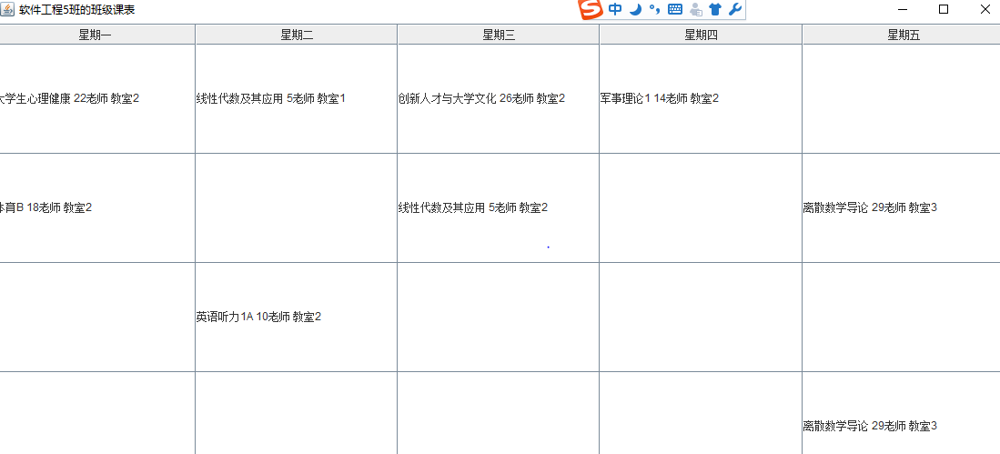 软件工程5班的班级课表
中
星期一 星期二 星期三 星期四 星期五
大学生心理健康 22老师 教室2 线性代数及其应用 5老师 教室1 创新人才与大学文化 26老师 教室2 军事理论1 14老师 教室2
体育B 18老师 教室2 线性代数及其应用 5老师 教室2 离散数学导论 29老师 教室3
英语听力1A 10老师 教室2
离散数学导论 29老师 教室3